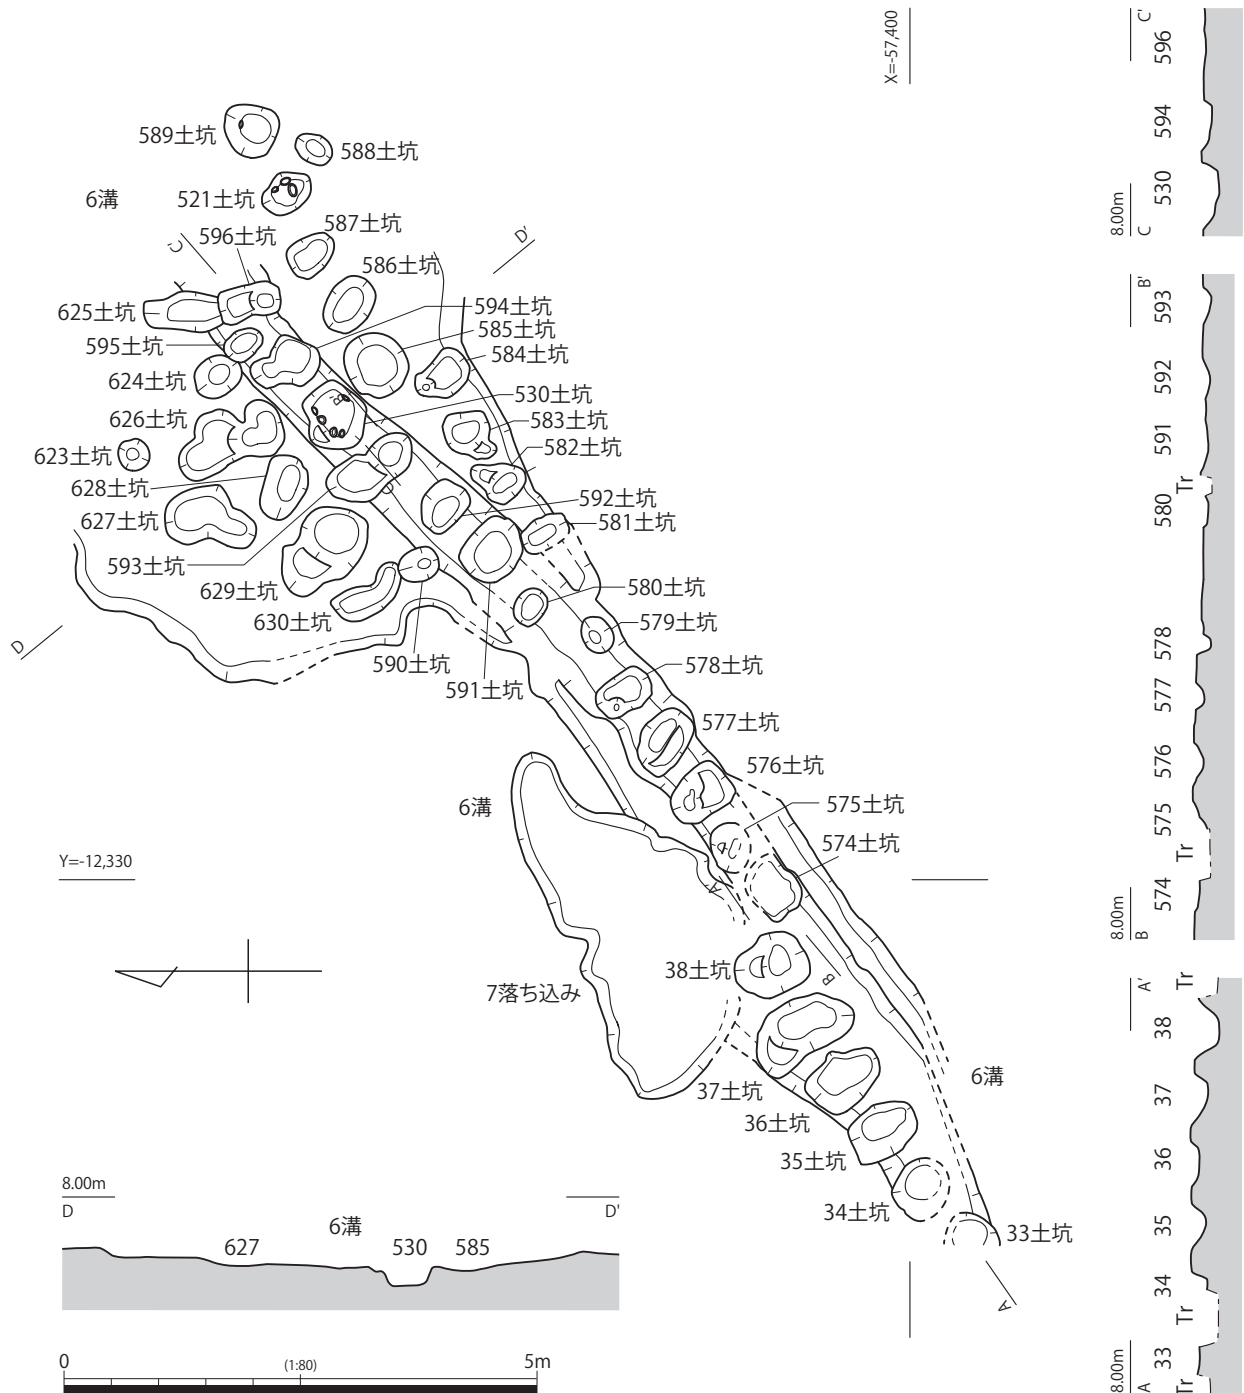 X=-57,400
589土坑
588土坑
6溝
521土坑
596土坑
587土坑
586土坑
C'
D'
625土坑
594土坑
585土坑
595土坑
584土坑
624土坑
B'
530土坑
626土坑
583土坑
623土坑
582土坑
628土坑
592土坑
627土坑
581土坑
593土坑
629土坑
580土坑
630土坑
579土坑
D
590土坑
578土坑
591土坑
577土坑
576土坑
6溝
575土坑
574土坑
Y=-12,330
A'
38土坑
B
7落ち込み
37土坑
6溝
36土坑
35土坑
34土坑
33土坑
A
8.00m
D
D'
6溝
627
530
585
0
(1:80)
5m
C'
596
594
530
8.00m
C
B'
593
592
591
Tr
580
578
577
576
575
Tr
574
8.00m
B
A'
Tr
38
37
36
35
34
Tr
33
8.00m
A
Tr